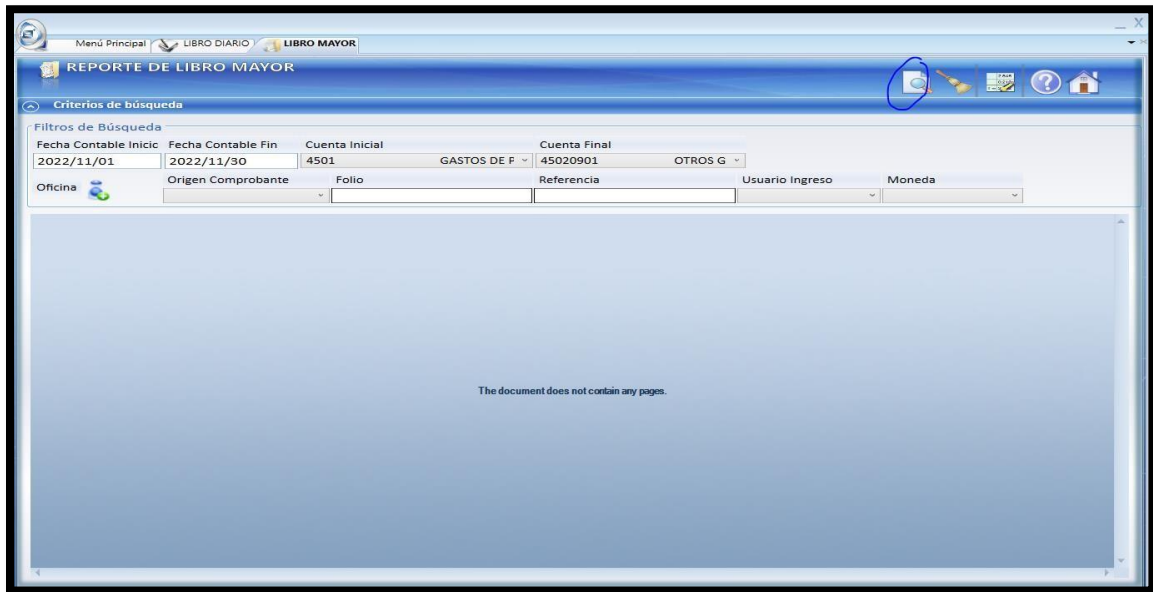 Menú Principal LIBRO DIARIO LIBRO MAYOR
REPORTE DE LIBRO MAYOR
Criterios de búsqueda
Filtros de Búsqueda
Fecha Contable Inicic Fecha Contable Fin Cuenta Inicial Cuenta Final
2022/11/01 2022/11/30 4501 GASTOS DE F 45020901 OTROS G
Oficina Origen Comprobante Folio Referencia Usuario Ingreso Moneda
The document does not contain any pages.